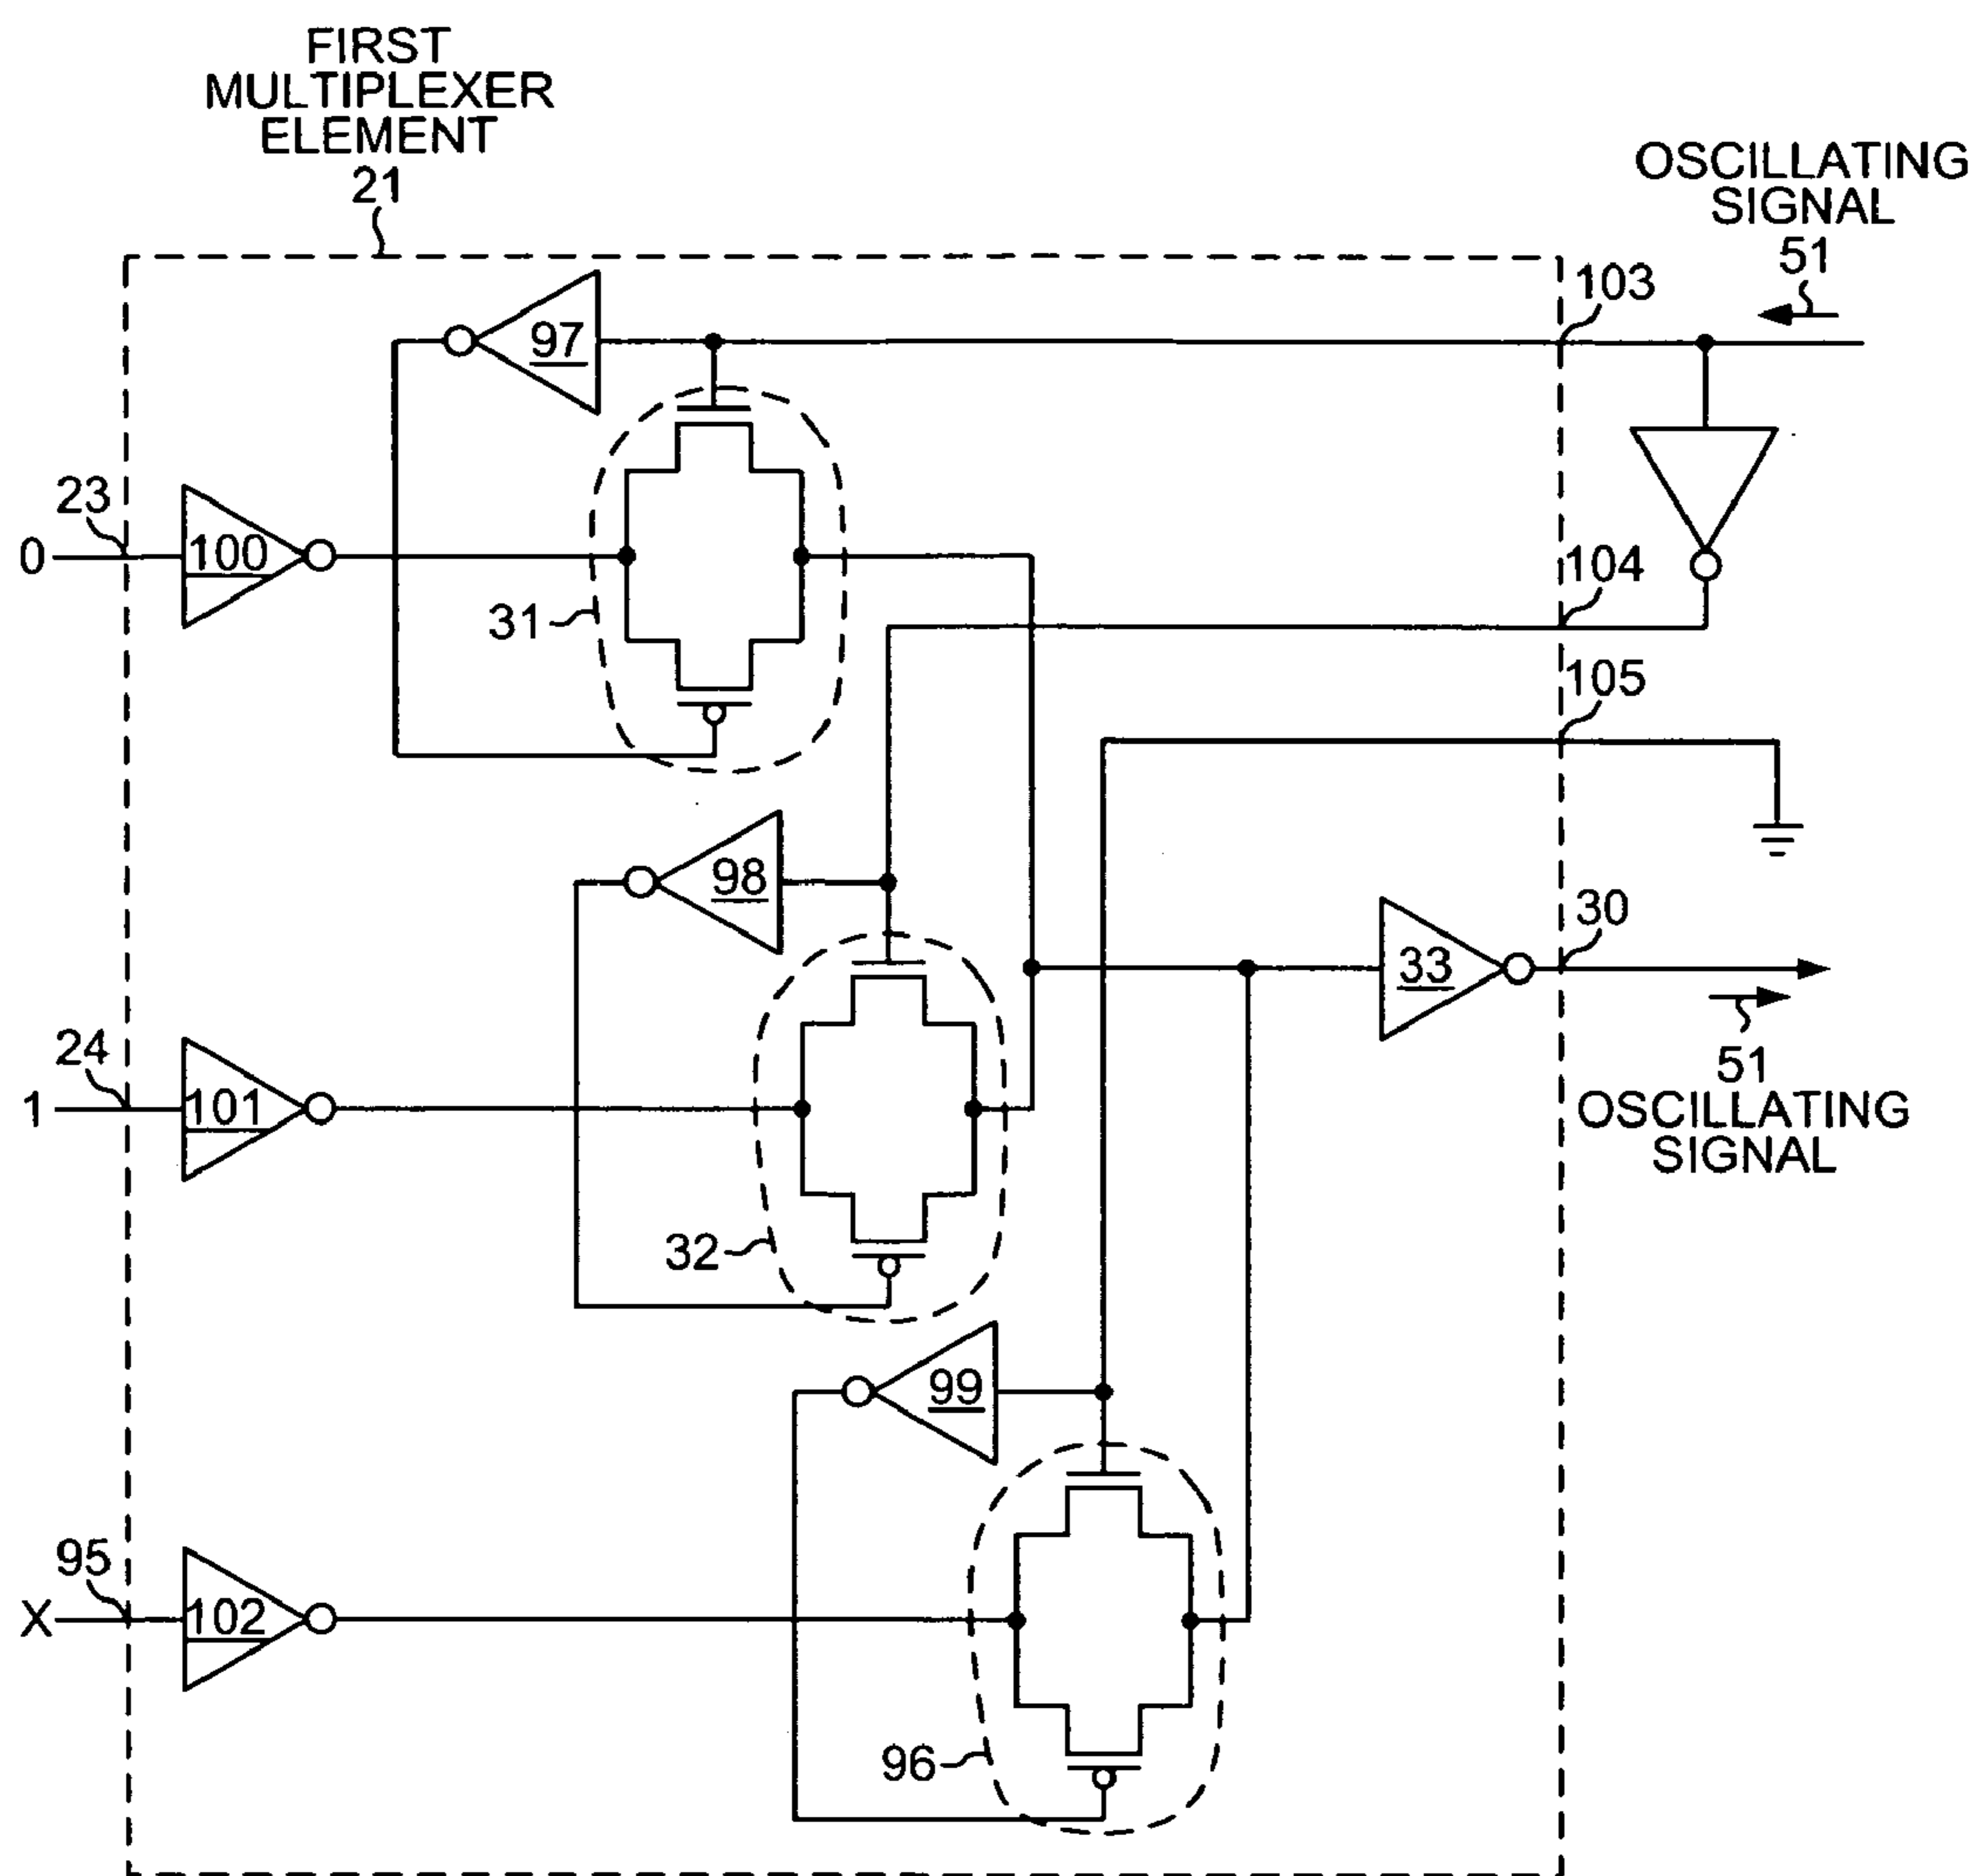 FIRST
MULTIPLEXER
ELEMENT
21
OSCILLATING
SIGNAL
51
103
97
23
0
100
104
31
105
98
30
33
24
1
101
51
OSCILLATING
SIGNAL
32
99
95
X
102
96